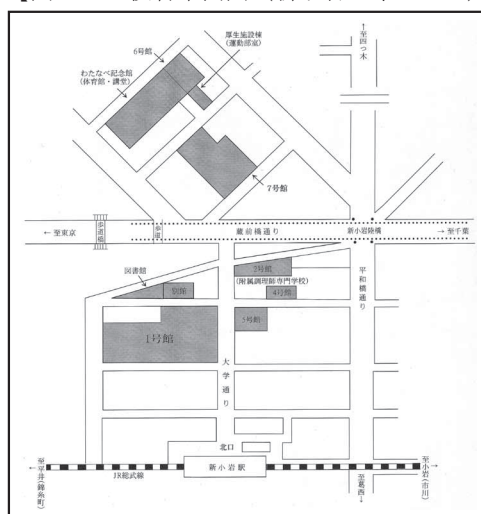 厚生施設棟
(運動部室)
6号館
わたなべ記念館
(体育館・講堂)
↑至四つ木
7号館
←至東京
歩道橋
歩道
蔵前橋通り
新小岩陸橋
→至千葉
図書館
別館
2号館
(附属調理師専門学校)
4号館
平和橋通り
1号館
5号館
大学通り
北口
新小岩駅
JR総武線
←至平井(錦糸町)
至小岩(市川)→
至葛西↓